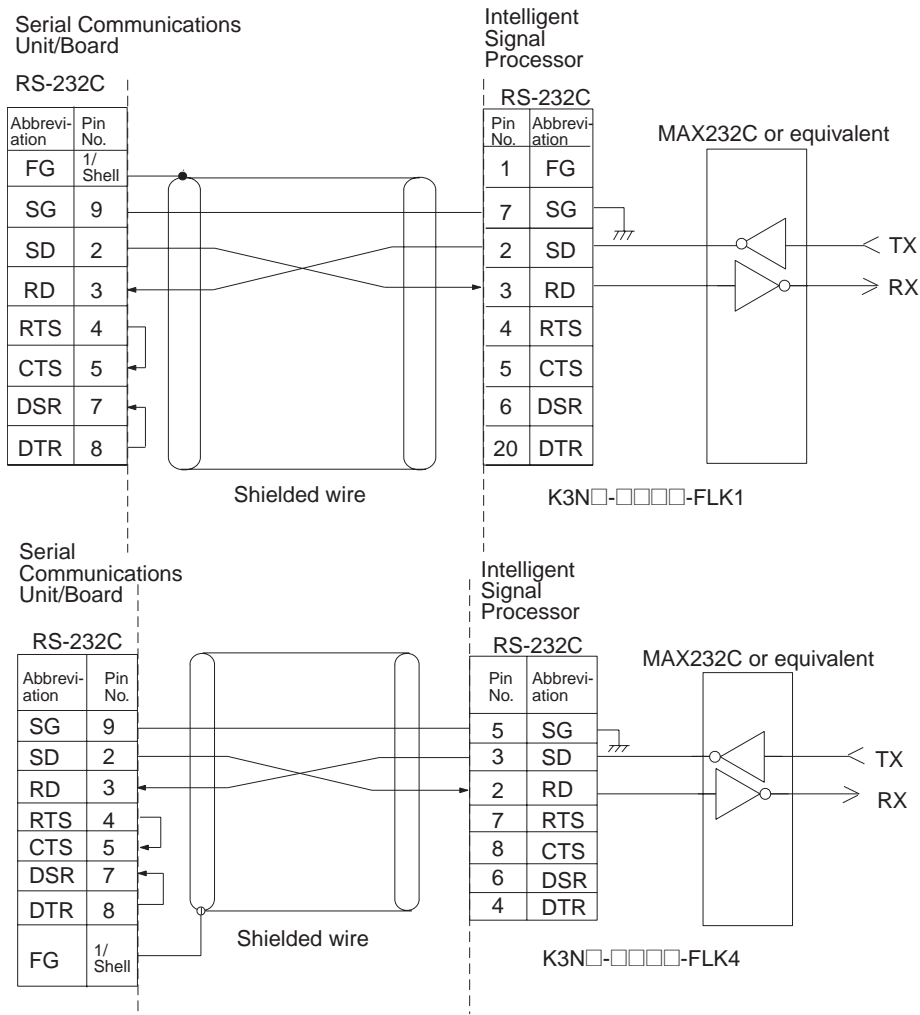 Serial Communications
Unit/Board
Intelligent
Signal
Processor
RS-232C
RS-232C
MAX232C or equivalent
Abbrevi-
ation
Pin
No.
Pin
No.
Abbrevi-
ation
FG 1/
Shell
1 FG
SG 9
7 SG
SD 2
2 SD
TX
RD 3
3 RD
RX
RTS 4
4 RTS
CTS 5
5 CTS
DSR 7
6 DSR
DTR 8
20 DTR
Shielded wire
K3N□-□□□□-FLK1
Serial
Communications
Unit/Board
Intelligent
Signal
Processor
RS-232C
RS-232C
MAX232C or equivalent
Abbrevi-
ation
Pin
No.
Pin
No.
Abbrevi-
ation
SG 9
5 SG
SD 2
3 SD
TX
RD 3
2 RD
RX
RTS 4
7 RTS
CTS 5
8 CTS
DSR 7
6 DSR
DTR 8
4 DTR
FG 1/
Shell
Shielded wire
K3N□-□□□□-FLK4